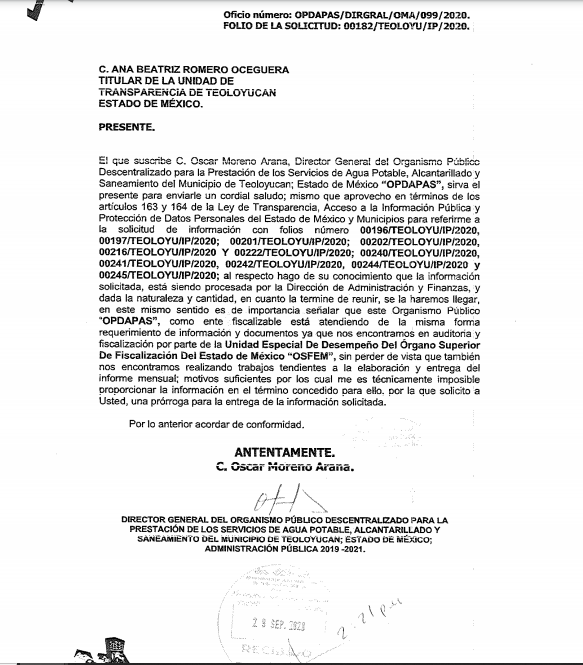 Oficio número: OPDAPAS/DIRGRAL/OMA/099/2020.
FOLIO DE LA SOLICITUD: 00182/TEOLOYU/IP/2020.
C. ANA BEATRIZ ROMERO OCEGUERA
TITULAR DE LA UNIDAD DE
TRANSPARENCIA DE TEOLOYUCAN
ESTADO DE MÉXICO.
PRESENTE.
El que suscribe C. Oscar Moreno Arana, Director General del Organismo Público
Descentralizado para la Prestación de los Servicios de Agua Potable, Alcantarillado y
Saneamiento del Municipio de Teoloyucan; Estado de México "OPDAPAS", sirva el
presente para enviarle un cordial saludo; mismo que aprovecho en términos de los
artículos 163 y 164 de la Ley de Transparencia, Acceso a la Información Pública y
Protección de Datos Personales del Estado de México y Municipios para referirme a
la solicitud de información con folios número 00196/TEOLOYU/IP/2020,
00197/TEOLOYU/IP/2020; 00201/TEOLOYU/IP/2020; 00202/TEOLOYU/IP/2020,
00216/TEOLOYU/IP/2020 Y 00222/TEOLOYU/IP/2020; 00240/TEOLOYU/IP/2020,
00241/TEOLOYU/IP/2020, 00242/TEOLOYU/IP/2020, 00244/TEOLOYU/IP/2020 y
00245/TEOLOYU/IP/2020; al respecto hago de su conocimiento que la información
solicitada, está siendo procesada por la Dirección de Administración y Finanzas, y
dada la naturaleza y cantidad, en cuanto la termine de reunir, se la haremos llegar,
en este mismo sentido es de importancia señalar que este Organismo Público
"OPDAPAS", como ente fiscalizable está atendiendo de la misma forma
requerimiento de información y documentos ya que nos encontramos en auditoria y
fiscalización por parte de la Unidad Especial De Desempeño Del Órgano Superior
De Fiscalización Del Estado de México "OSFEM", sin perder de vista que también
nos encontramos realizando trabajos tendientes a la elaboración y entrega del
informe mensual; motivos suficientes por los cual me es técnicamente imposible
proporcionar la información en el término concedido para ello, por la que solicito a
Usted, una prórroga para la entrega de la información solicitada.
Por lo anterior acordar de conformidad.
ANTENTAMENTE.
C. Oscar Moreno Arana.
DIRECTOR GENERAL DEL ORGANISMO PÚBLICO DESCENTRALIZADO PARA LA
PRESTACIÓN DE LOS SERVICIOS DE AGUA POTABLE, ALCANTARILLADO Y
SANEAMIENTO DEL MUNICIPIO DE TEOLOYUCAN; ESTADO DE MÉXICO;
ADMINISTRACIÓN PÚBLICA 2019 -2021.
28 SEP. 2020
2:21 p.m
RECIBIDO